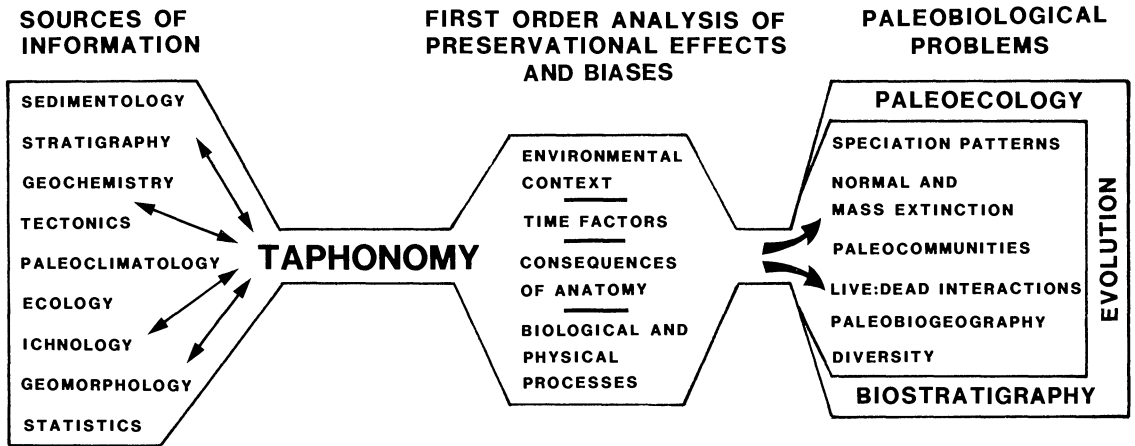 SOURCES OF
INFORMATION
SEDIMENTOLOGY
STRATIGRAPHY
GEOCHEMISTRY
TECTONICS
PALEOCLIMATOLOGY
ECOLOGY
ICHNOLOGY
GEOMORPHOLOGY
STATISTICS
TAPHONOMY
FIRST ORDER ANALYSIS OF
PRESERVATIONAL EFFECTS
AND BIASES
ENVIRONMENTAL
CONTEXT
TIME FACTORS
CONSEQUENCES
OF ANATOMY
BIOLOGICAL AND
PHYSICAL
PROCESSES
PALEOBIOLOGICAL
PROBLEMS
PALEOECOLOGY
SPECIATION PATTERNS
NORMAL AND
MASS EXTINCTION
PALEOCOMMUNITIES
LIVE:DEAD INTERACTIONS
PALEOBIOGEOGRAPHY
DIVERSITY
BIOSTRATIGRAPHY
EVOLUTION